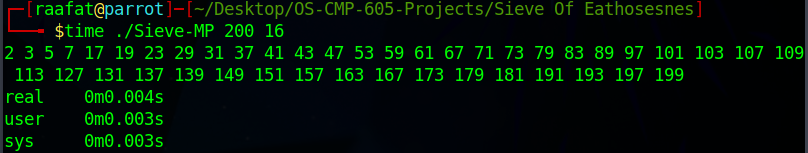 [raafat@parrot]-[~/Desktop/OS-CMP-605-Projects/Sieve Of Eathosesnes]
$time ./Sieve-MP 200 16
2 3 5 7 17 19 23 29 31 37 41 43 47 53 59 61 67 71 73 79 83 89 97 101 103 107 109
113 127 131 137 139 149 151 157 163 167 173 179 181 191 193 197 199
real 0m0.004s
user 0m0.003s
sys 0m0.003s